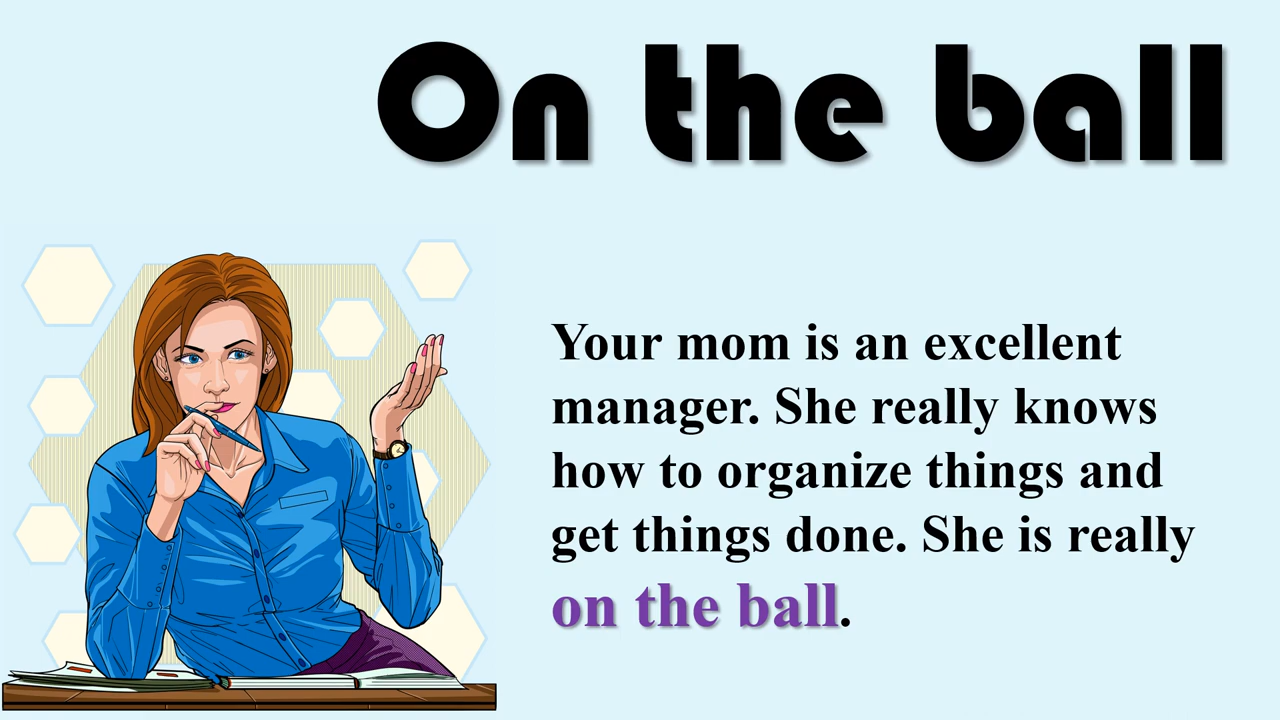 On the ball
Your mom is an excellent
manager. She really knows
how to organize things and
get things done. She is really
on the ball.